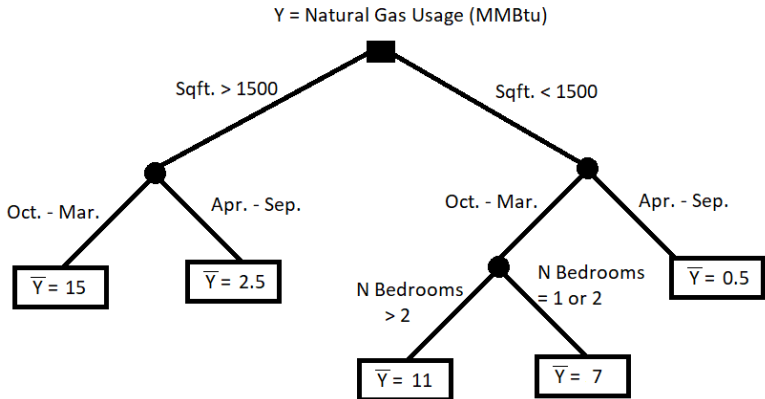 Y = Natural Gas Usage (MMBtu)
Sqft. > 1500
Sqft. < 1500
Oct. - Mar.
Apr. - Sep.
Oct. - Mar.
Apr. - Sep.
Y̅ = 15
Y̅ = 2.5
N Bedrooms
> 2
N Bedrooms
= 1 or 2
Y̅ = 0.5
Y̅ = 11
Y̅ = 7